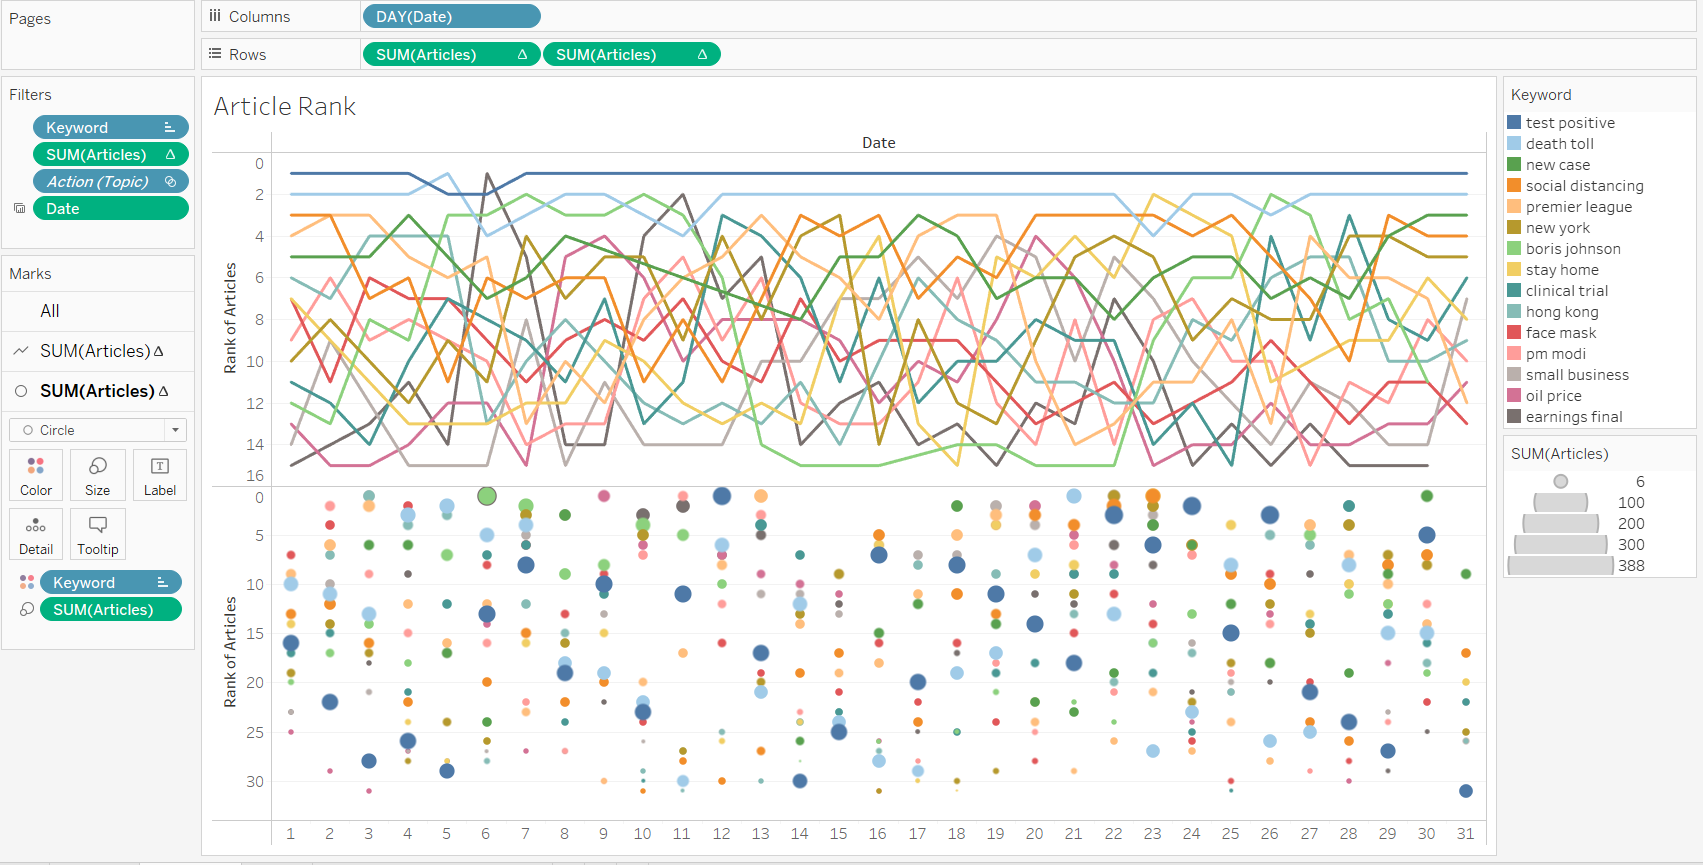 Pages
Columns
DAY(Date)
Rows
SUM(Articles) Δ
SUM(Articles) Δ
Filters
Keyword
SUM(Articles) Δ
Action (Topic)
Date
Marks
All
SUM(Articles) Δ
SUM(Articles) Δ
Circle
Color
Size
Label
Detail
Tooltip
Keyword
SUM(Articles)
Article Rank
Date
Rank of Articles
0
2
4
6
8
10
12
14
16
Rank of Articles
0
5
10
15
20
25
30
1 2 3 4 5 6 7 8 9 10 11 12 13 14 15 16 17 18 19 20 21 22 23 24 25 26 27 28 29 30 31
Keyword
test positive
death toll
new case
social distancing
premier league
new york
boris johnson
stay home
clinical trial
hong kong
face mask
pm modi
small business
oil price
earnings final
SUM(Articles)
6
100
200
300
388